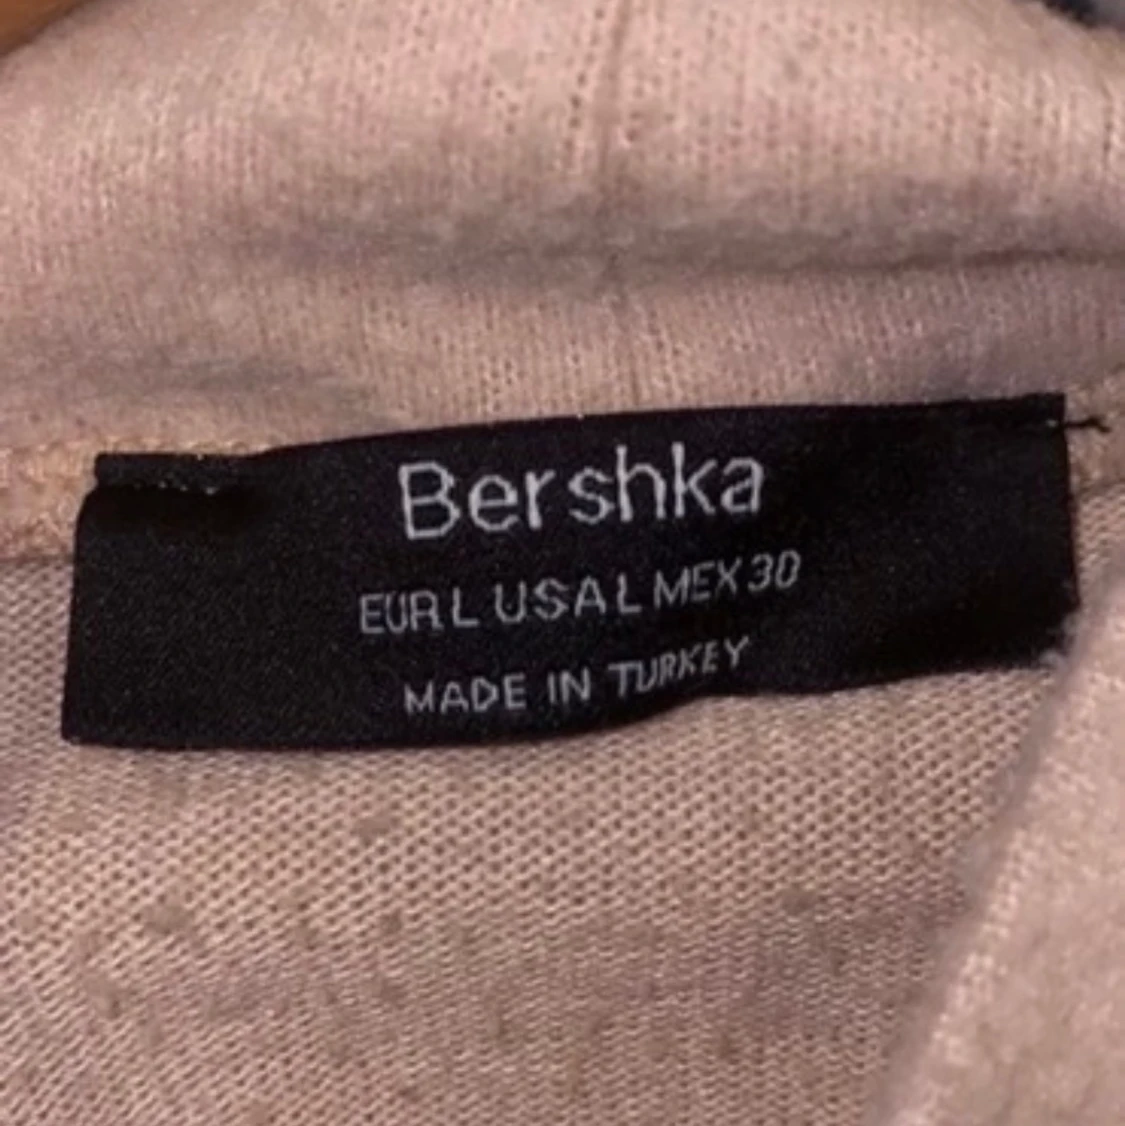 Bershka
EUR L USA L MEX 30
MADE IN TURKEY